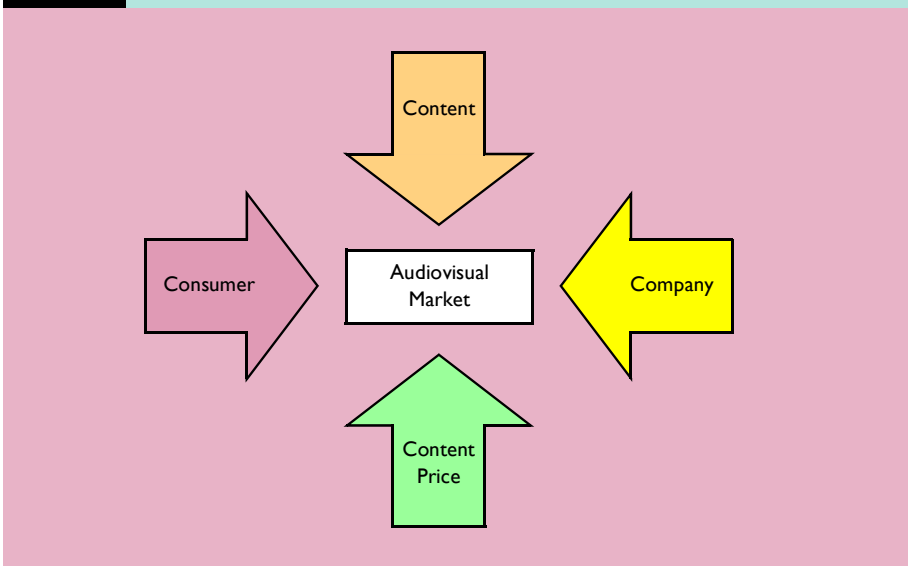 Content
Consumer
Audiovisual
Market
Company
Content
Price